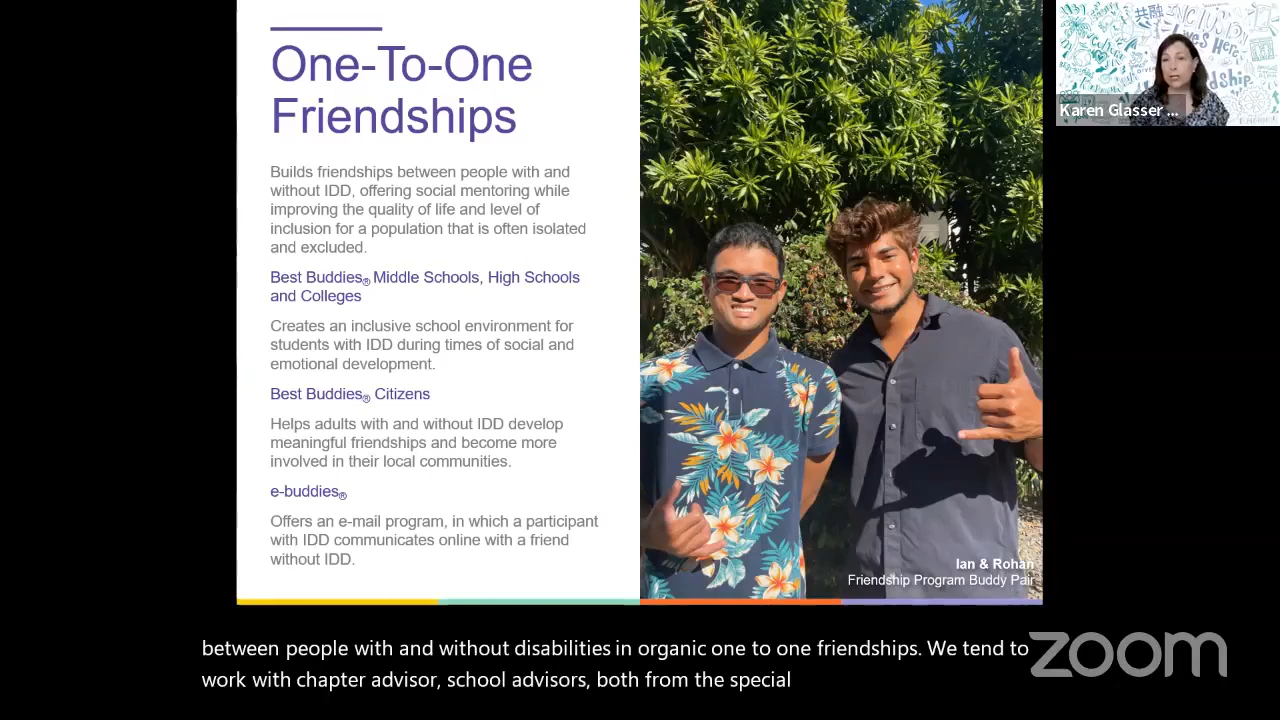 One-To-One
Friendships
Builds friendships between people with and
without IDD, offering social mentoring while
improving the quality of life and level of
inclusion for a population that is often isolated
and excluded.
Best Buddies® Middle Schools, High Schools
and Colleges
Creates an inclusive school environment for
students with IDD during times of social and
emotional development.
Best Buddies® Citizens
Helps adults with and without IDD develop
meaningful friendships and become more
involved in their local communities.
e-buddies®
Offers an e-mail program, in which a participant
with IDD communicates online with a friend
without IDD.
Ian & Rohan
Friendship Program Buddy Pair
共融 INCLUSION
Lives Here
Friendship
Karen Glasser ...
between people with and without disabilities in organic one to one friendships. We tend to
work with chapter advisor, school advisors, both from the special
zoom